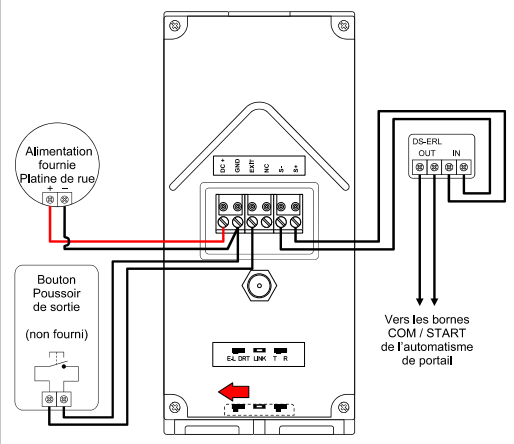 Alimentation
fournie
Platine de rue
+ −
DC +
GND
EXIT
NC
S-
S+
DS-ERL
OUT IN
Bouton
Poussoir
de sortie
(non fourni)
Vers les bornes
COM / START
de l'automatisme
de portail
E-L DRT LINK T R